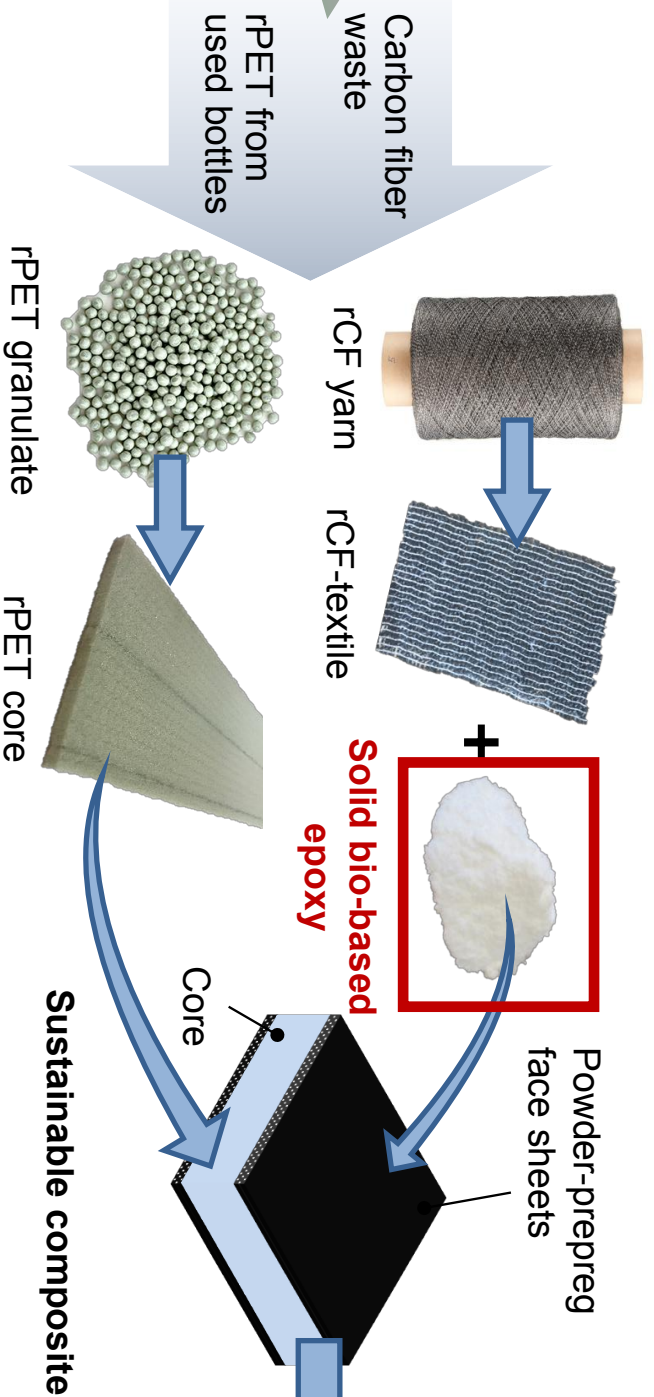 Carbon fiber
waste
rPET from
used bottles
rCF yarn
rCF-textile
+
Solid bio-based
epoxy
Powder-prepreg
face sheets
rPET granulate
rPET core
Core
Sustainable composite